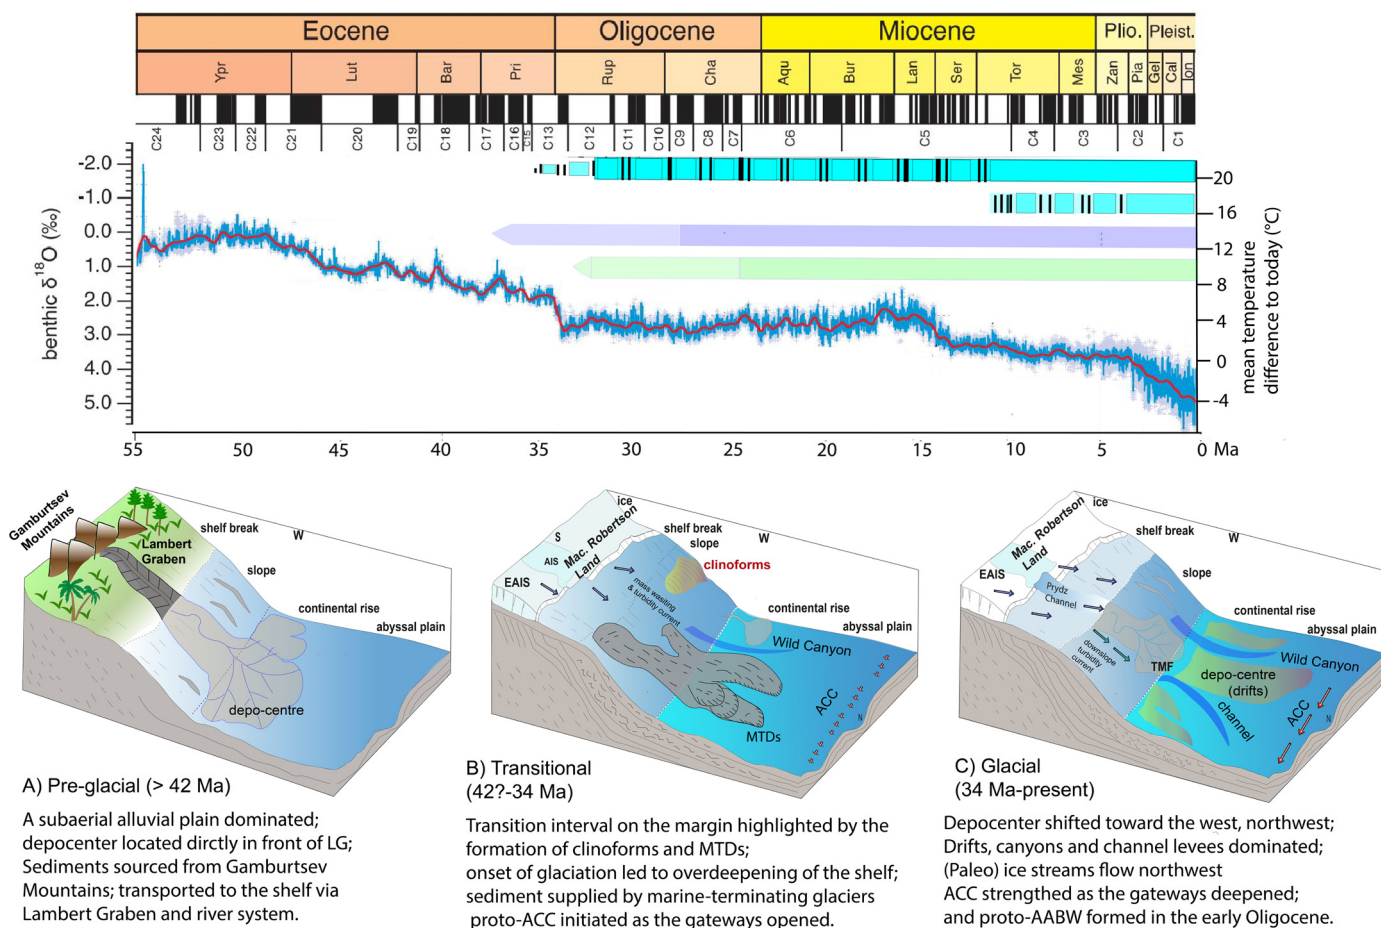 Eocene Oligocene Miocene Plio. Pleist.
Ypr Lut Bar Pri Rup Cha Aqu Bur Lan Ser Tor Mes Zan Pia Gel Cal Ion
C24 C23 C22 C21 C20 C19 C18 C17 C16 C15 C13 C12 C11 C10 C9 C8 C7 C6 C5 C4 C3 C2 C1
benthic δ18O (‰)
-2.0
-1.0
0.0
1.0
2.0
3.0
4.0
5.0
20
16
12
8
4
0
-4
mean temperature
difference to today (°C)
55 50 45 40 35 30 25 20 15 10 5 0 Ma
Gamburtsev
Mountains
Lambert
Graben
shelf break
W
slope
continental rise
abyssal plain
depo-centre
A) Pre-glacial (> 42 Ma)
A subaerial alluvial plain dominated;
depocenter located dirctly in front of LG;
Sediments sourced from Gamburtsev
Mountains; transported to the shelf via
Lambert Graben and river system.
ice
S
Mac. Robertson
Land
AIS
EAIS
shelf break
slope
W
clinoforms
mass wasting
& turbidity current
continental rise
abyssal plain
Wild Canyon
ACC
N
MTDs
B) Transitional
(42?-34 Ma)
Transition interval on the margin highlighted by the
formation of clinoforms and MTDs;
onset of glaciation led to overdeepening of the shelf;
sediment supplied by marine-terminating glaciers
proto-ACC initiated as the gateways opened.
ice
Mac. Robertson
Land
EAIS
shelf break
W
Prydz
Channel
slope
continental rise
abyssal plain
downslope
turbidity
current
TMF
Wild Canyon
depo-centre
(drifts)
channel
ACC
N
C) Glacial
(34 Ma-present)
Depocenter shifted toward the west, northwest;
Drifts, canyons and channel levees dominated;
(Paleo) ice streams flow northwest
ACC strengthed as the gateways deepened;
and proto-AABW formed in the early Oligocene.